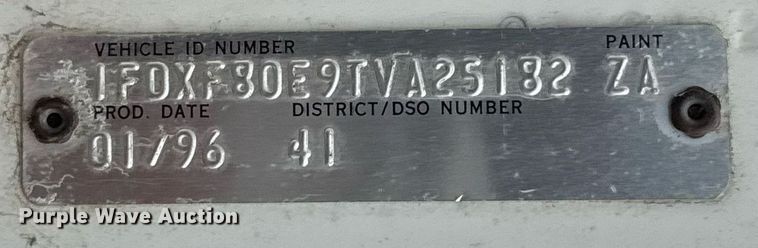 VEHICLE ID NUMBER PAINT
1FDXF80E9TVA25182 ZA
PROD. DATE DISTRICT/DSO NUMBER
01/96 41
Purple Wave Auction